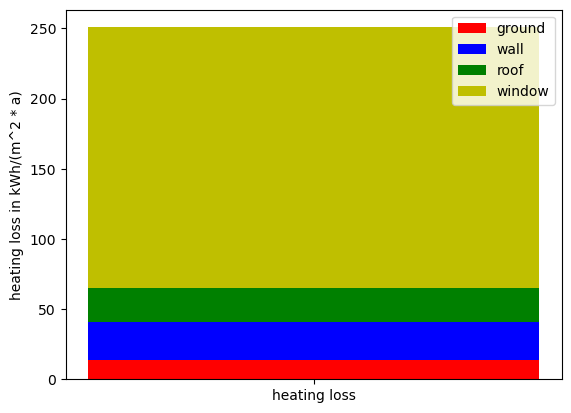 250
200
150
100
50
0
heating loss in kWh/(m^2 * a)
ground
wall
roof
window
heating loss